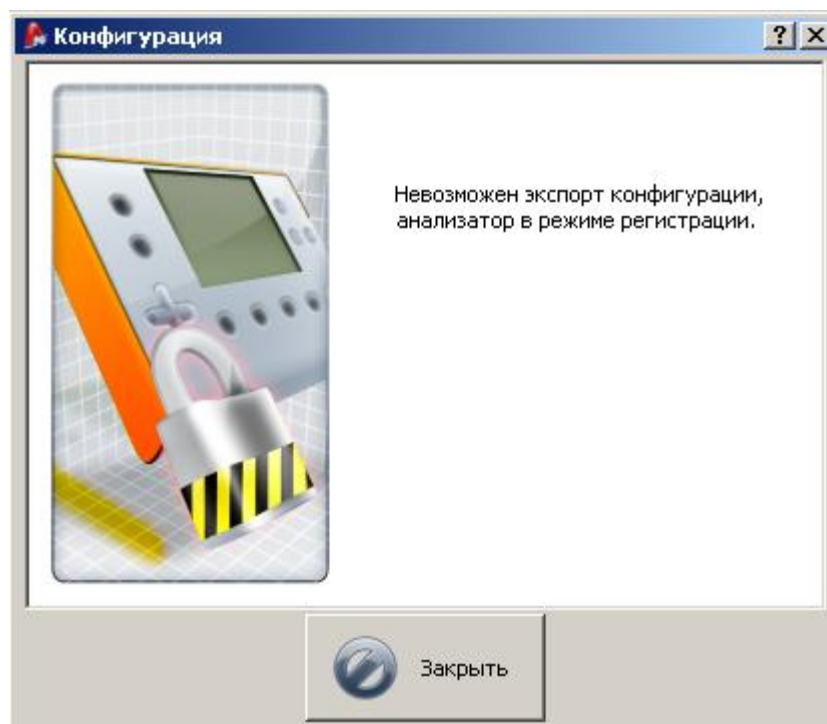 Конфигурация
Невозможен экспорт конфигурации,
анализатор в режиме регистрации.
Закрыть